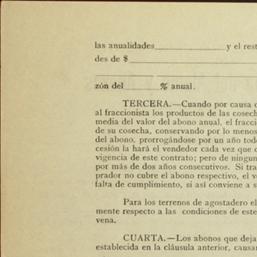 las anualidades y el rest
des de $
zón del % anual.
TERCERA.—Cuando por causa d
al fraccionista los productos de las cosech
media del valor del abono anual, el fracci
de su cosecha, conservando por lo menos
del abono, prorrogándose por un año todo
cesión la hará el vendedor cada vez que c
vigencia de este contrato; pero de ningun
por más de dos años consecutivos. Si tra
prador no cubre el abono respectivo, el v
falta de cumplimiento, si así conviene a s
Para los terrenos de agostadero el
mente respecto a las condiciones de este
vena.
CUARTA.—Los abonos que deja
establecida en la cláusula anterior, causa